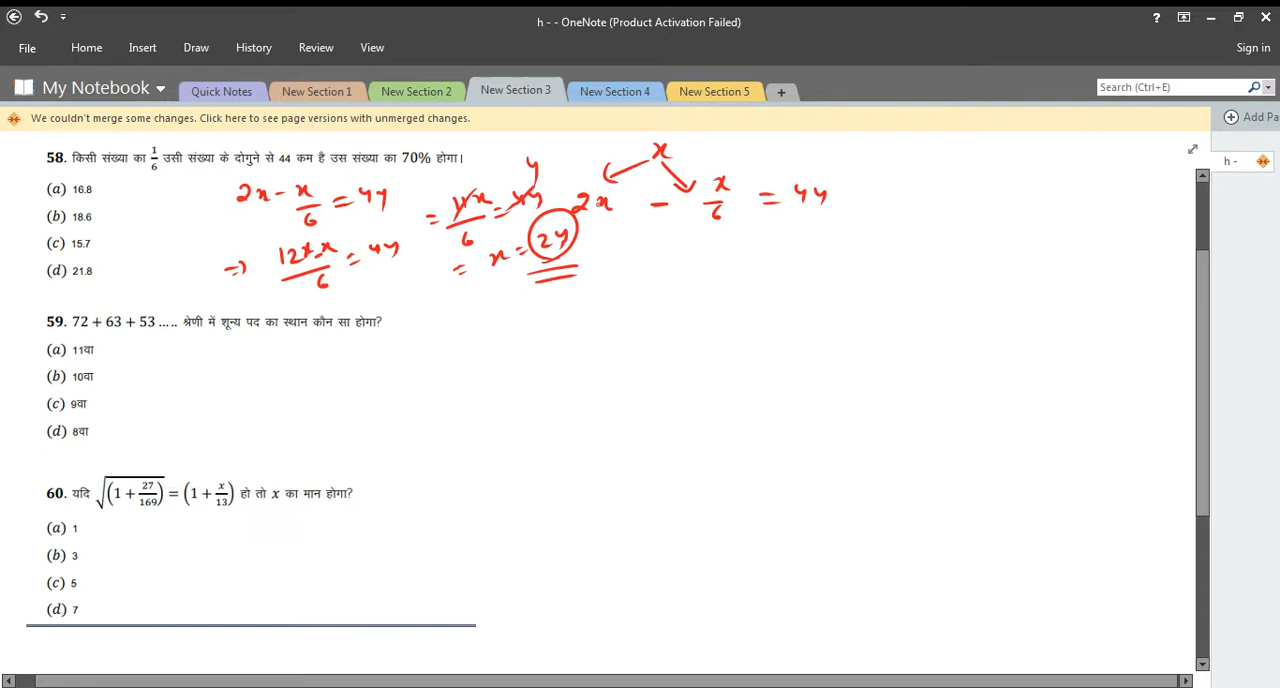 h - - OneNote (Product Activation Failed)
File Home Insert Draw History Review View Sign in
My Notebook Quick Notes New Section 1 New Section 2 New Section 3 New Section 4 New Section 5 Search (Ctrl+E)
We couldn't merge some changes. Click here to see page versions with unmerged changes. Add Pa
h -
58. किसी संख्या का 1/6 उसी संख्या के दोगुने से 44 कम है उस संख्या का 70% होगा।
(a) 16.8
(b) 18.6
(c) 15.7
(d) 21.8
2x - x/6 = 44
=> 12x-x/6 = 44
= 11x/6 = 44 4
= x = 24
x
2x - x/6 = 44
59. 72 + 63 + 53 ..... श्रेणी में शून्य पद का स्थान कौन सा होगा?
(a) 11वा
(b) 10वा
(c) 9वा
(d) 8वा
60. यदि √(1 + 27/169) = (1 + x/13) हो तो x का मान होगा?
(a) 1
(b) 3
(c) 5
(d) 7